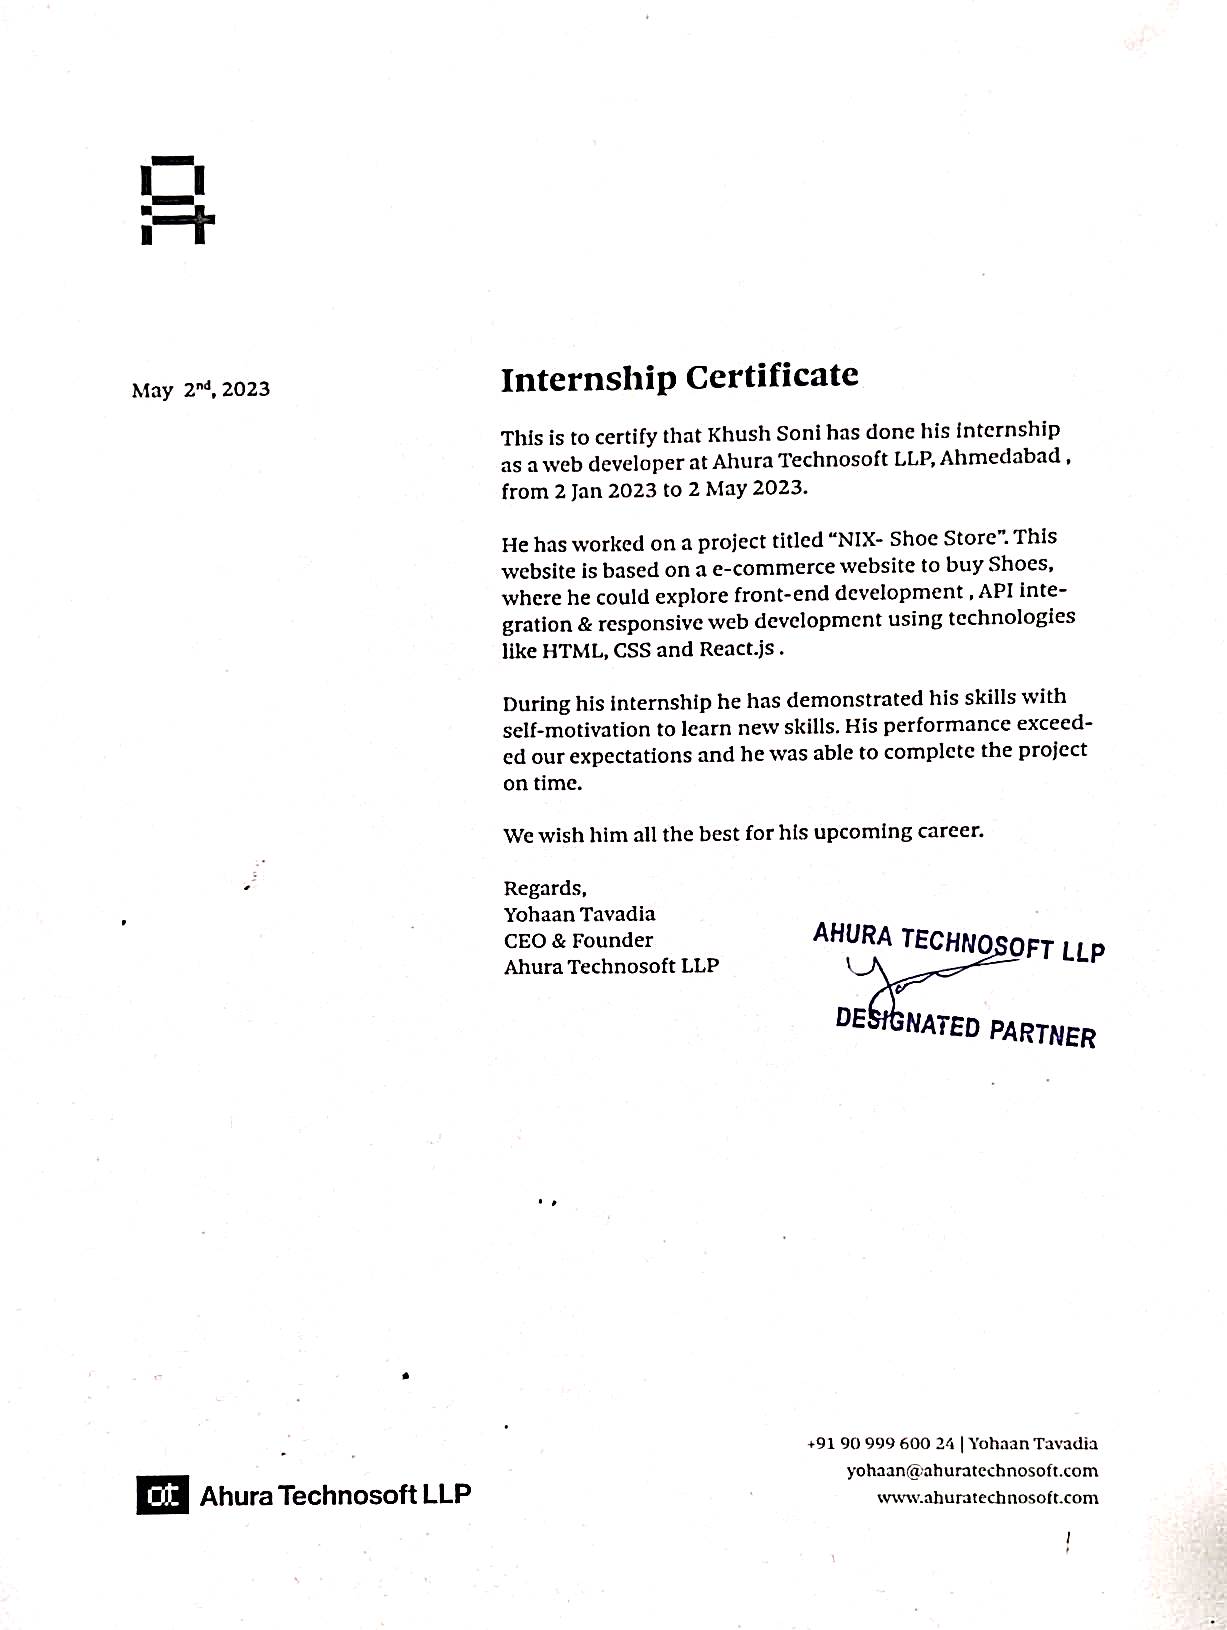 May 2nd, 2023
Internship Certificate
This is to certify that Khush Soni has done his internship
as a web developer at Ahura Technosoft LLP, Ahmedabad ,
from 2 Jan 2023 to 2 May 2023.
He has worked on a project titled “NIX- Shoe Store”. This
website is based on a e-commerce website to buy Shoes,
where he could explore front-end development , API inte-
gration & responsive web development using technologies
like HTML, CSS and React.js .
During his internship he has demonstrated his skills with
self-motivation to learn new skills. His performance exceed-
ed our expectations and he was able to complete the project
on time.
We wish him all the best for his upcoming career.
Regards,
Yohaan Tavadia
CEO & Founder
Ahura Technosoft LLP
AHURA TECHNOSOFT LLP
DESIGNATED PARTNER
+91 90 999 600 24 | Yohaan Tavadia
yohaan@ahuratechnosoft.com
www.ahuratechnosoft.com
at Ahura Technosoft LLP